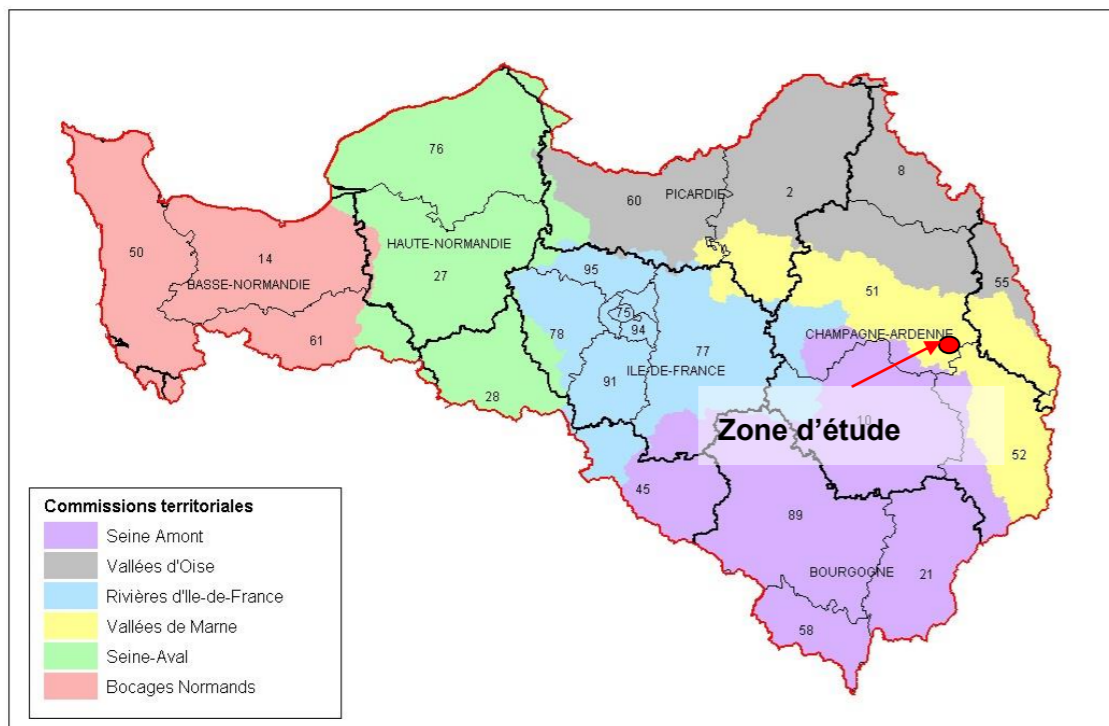 76
8
60
PICARDIE
2
50
14
HAUTE-NORMANDIE
BASSE-NORMANDIE
27
95
51
55
75
78
94
CHAMPAGNE-ARDENNE
61
77
91
ILE-DE-FRANCE
28
10
Zone d’étude
52
45
89
BOURGOGNE
21
58
Commissions territoriales
Seine Amont
Vallées d'Oise
Rivières d'Ile-de-France
Vallées de Marne
Seine-Aval
Bocages Normands